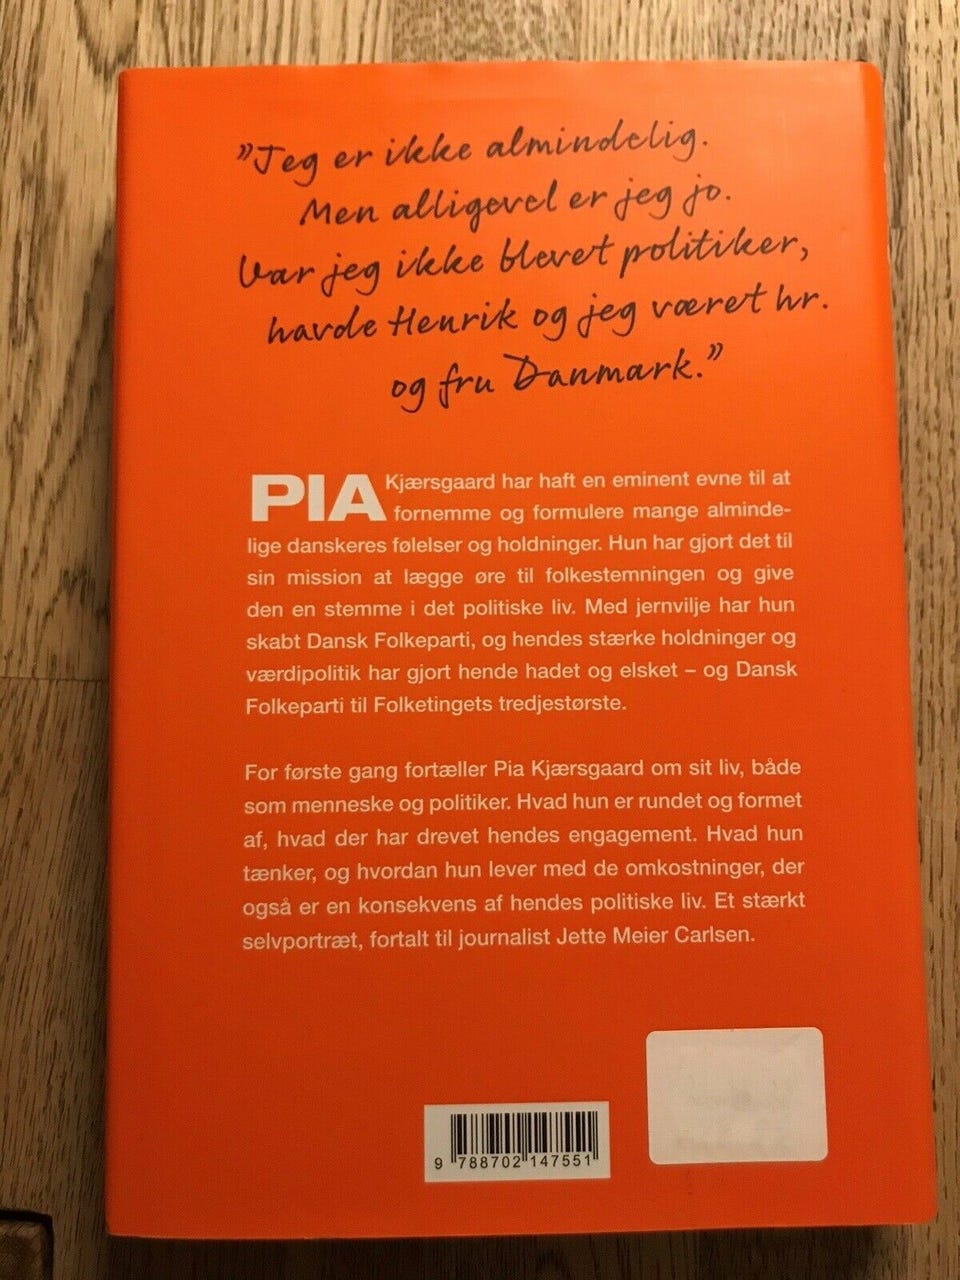 ”Jeg er ikke almindelig.
Men alligevel er jeg jo.
Var jeg ikke blevet politiker,
havde Henrik og jeg været hr.
og fru Danmark.”
PIA Kjærsgaard har haft en eminent evne til at
fornemme og formulere mange alminde-
lige danskeres følelser og holdninger. Hun har gjort det til
sin mission at lægge øre til folkestemningen og give
den en stemme i det politiske liv. Med jernvilje har hun
skabt Dansk Folkeparti, og hendes stærke holdninger og
værdipolitik har gjort hende hadet og elsket – og Dansk
Folkeparti til Folketingets tredjestørste.
For første gang fortæller Pia Kjærsgaard om sit liv, både
som menneske og politiker. Hvad hun er rundet og formet
af, hvad der har drevet hendes engagement. Hvad hun
tænker, og hvordan hun lever med de omkostninger, der
også er en konsekvens af hendes politiske liv. Et stærkt
selvportræt, fortalt til journalist Jette Meier Carlsen.
9 788702 147551